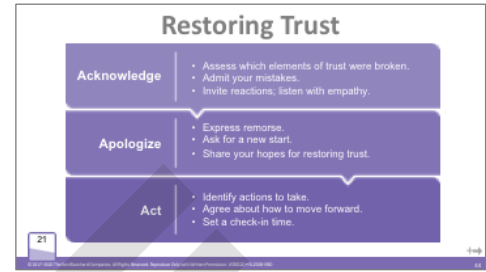 Restoring Trust
Acknowledge
• Assess which elements of trust were broken.
• Admit your mistakes.
• Invite reactions; listen with empathy.
Apologize
• Express remorse.
• Ask for a new start.
• Share your hopes for restoring trust.
Act
• Identify actions to take.
• Agree about how to move forward.
• Set a check-in time.
21